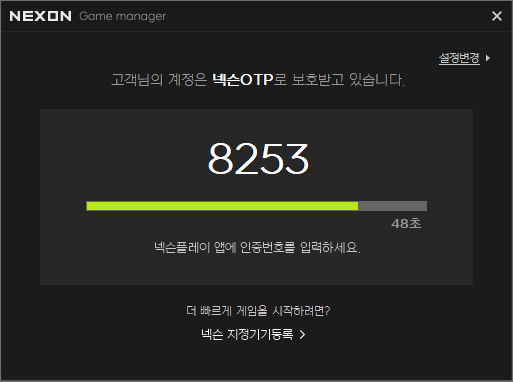 NEXON Game manager
설정변경
고객님의 계정은 넥슨OTP로 보호받고 있습니다.
8253
48초
넥슨플레이 앱에 인증번호를 입력하세요.
더 빠르게 게임을 시작하려면?
넥슨 지정기기등록